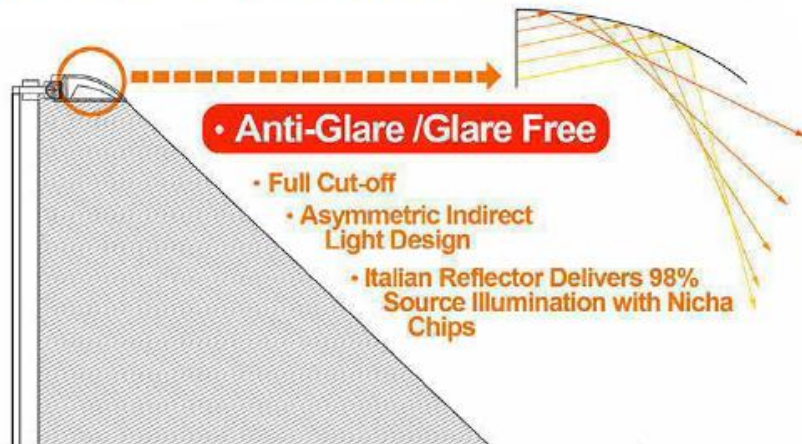 • Anti-Glare /Glare Free
• Full Cut-off
• Asymmetric Indirect
Light Design
• Italian Reflector Delivers 98%
Source Illumination with Nicha
Chips